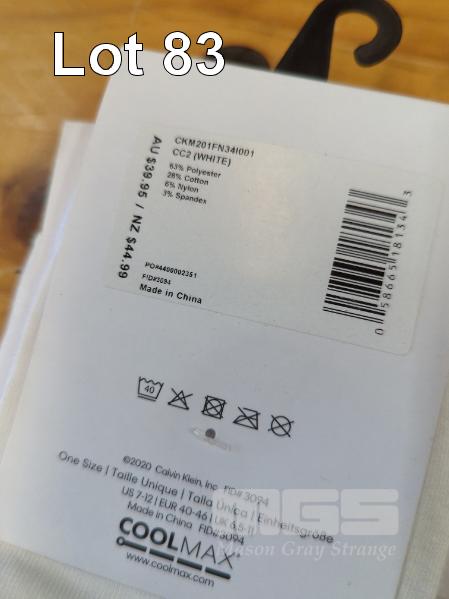 Lot 83
CKM201FN34I001
CC2 (WHITE)
63% Polyester
28% Cotton
6% Nylon
3% Spandex
AU $39.95 / NZ $44.99
PO#4400002351
FID#3094
Made in China
0 58665 18134 3
40
©2020 Calvin Klein, Inc. FID# 3094
One Size | Taille Unique | Talla Única | Einheitsgröße
US 7-12 | EUR 40-46 | UK 6.5-11
Made in China FID#3094
COOLMAX
www.coolmax.com
MGS
Mason Gray Strange